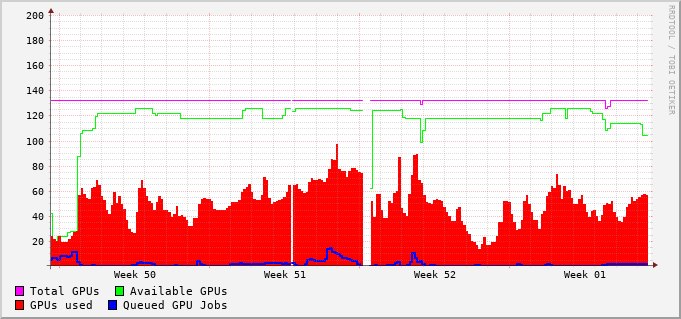 200
180
160
140
120
100
80
60
40
20
Week 50 Week 51 Week 52 Week 01
Total GPUs Available GPUs
GPUs used Queued GPU Jobs
RRDTOOL / TOBI OETIKER